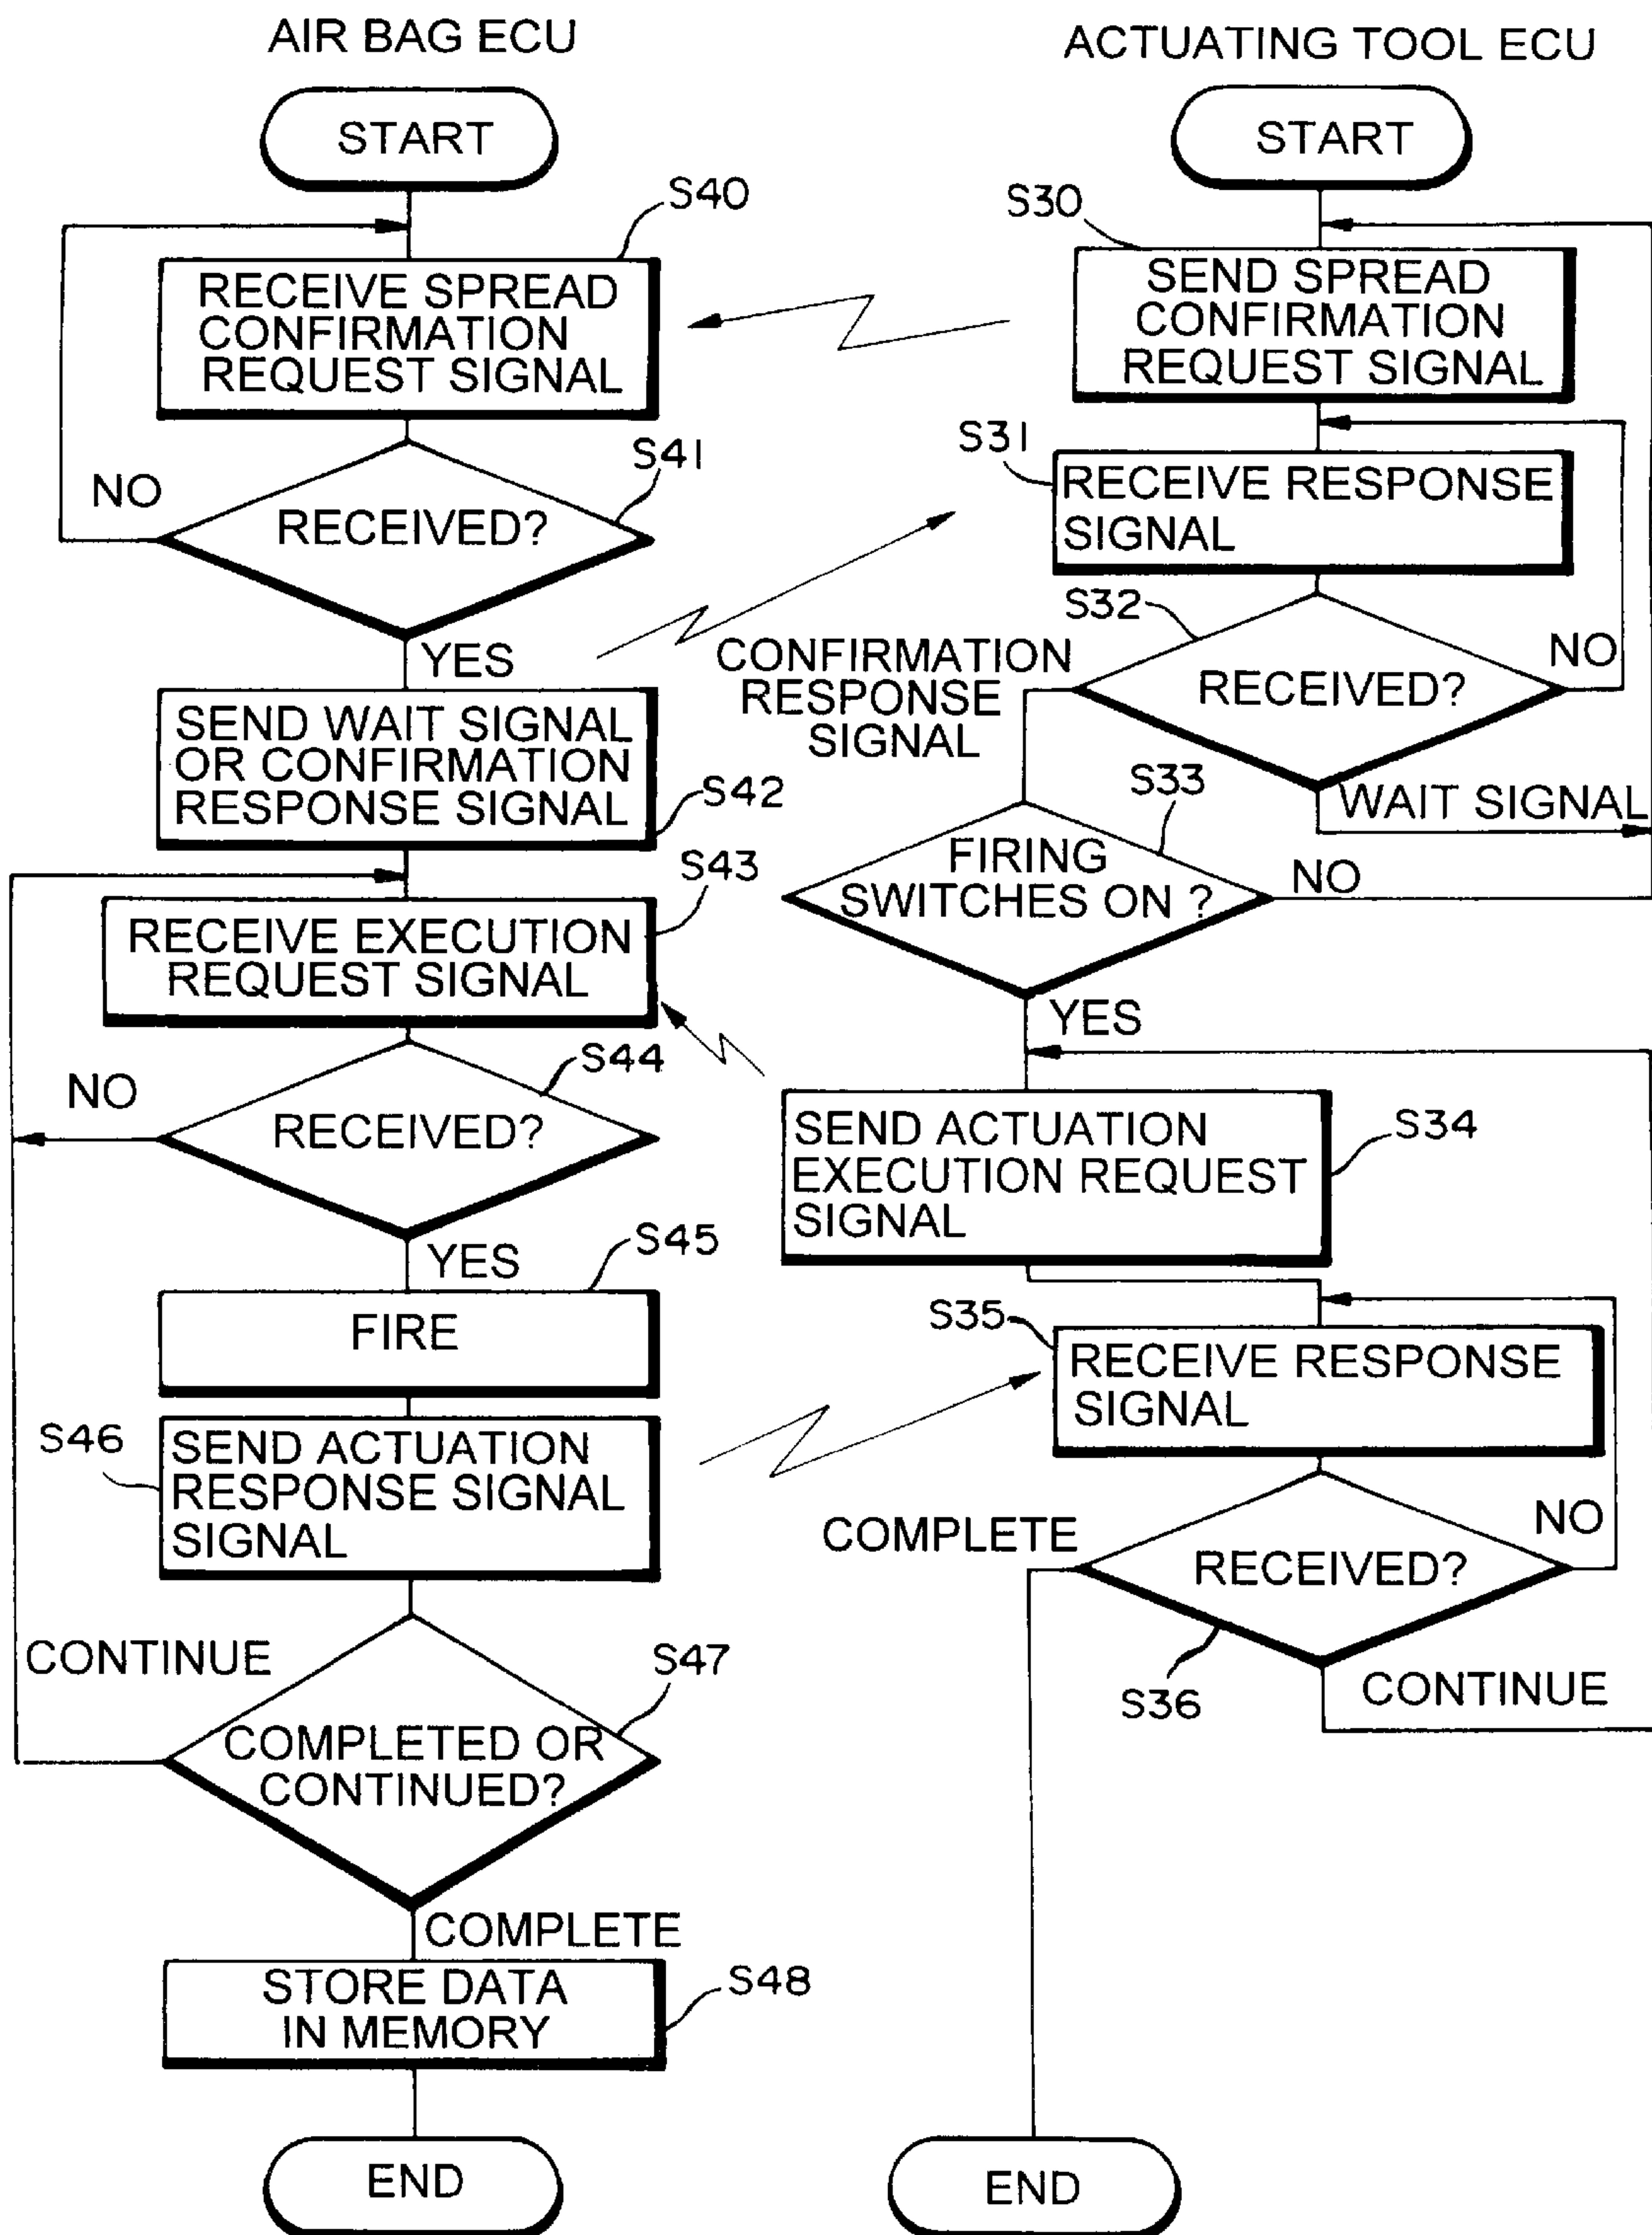 AIR BAG ECU
START
S40
RECEIVE SPREAD
CONFIRMATION
REQUEST SIGNAL
S41
NO
RECEIVED?
YES
SEND WAIT SIGNAL
OR CONFIRMATION
RESPONSE SIGNAL
S42
S43
RECEIVE EXECUTION
REQUEST SIGNAL
S44
NO
RECEIVED?
YES
S45
FIRE
S46
SEND ACTUATION
RESPONSE SIGNAL
SIGNAL
CONTINUE
S47
COMPLETED OR
CONTINUED?
COMPLETE
STORE DATA
IN MEMORY
S48
END
ACTUATING TOOL ECU
START
S30
SEND SPREAD
CONFIRMATION
REQUEST SIGNAL
S31
RECEIVE RESPONSE
SIGNAL
S32
NO
RECEIVED?
CONFIRMATION
RESPONSE
SIGNAL
WAIT SIGNAL
S33
FIRING
SWITCHES ON ?
NO
YES
SEND ACTUATION
EXECUTION REQUEST
SIGNAL
S34
S35
RECEIVE RESPONSE
SIGNAL
COMPLETE
NO
RECEIVED?
S36
CONTINUE
END